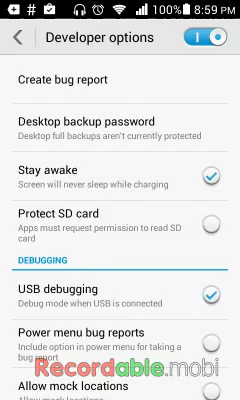 100% 8:59 PM
Developer options
Create bug report
Desktop backup password
Desktop full backups aren't currently protected
Stay awake
Screen will never sleep while charging
Protect SD card
Apps must request permission to read SD
card
DEBUGGING
USB debugging
Debug mode when USB is connected
Power menu bug reports
Include option in power menu for taking a
bug report
Recordable.mobi
Allow mock locations
Allow mock locations